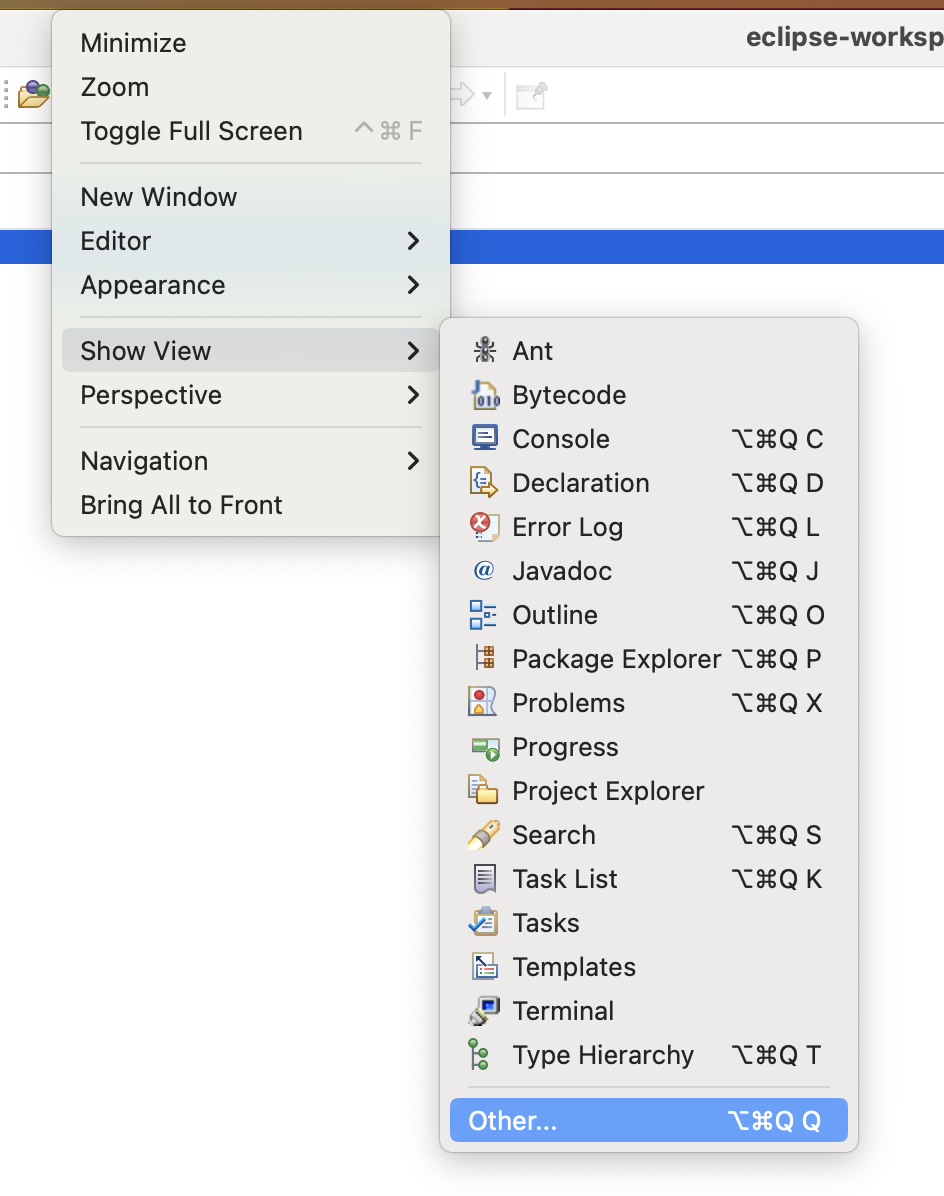 eclipse-worksp
Minimize
Zoom
Toggle Full Screen ^⌘F
New Window
Editor
Appearance
Show View
Perspective
Navigation
Bring All to Front
Ant
Bytecode
Console ⌥⌘Q C
Declaration ⌥⌘Q D
Error Log ⌥⌘Q L
Javadoc ⌥⌘Q J
Outline ⌥⌘Q O
Package Explorer ⌥⌘Q P
Problems ⌥⌘Q X
Progress
Project Explorer
Search ⌥⌘Q S
Task List ⌥⌘Q K
Tasks
Templates
Terminal
Type Hierarchy ⌥⌘Q T
Other... ⌥⌘Q Q